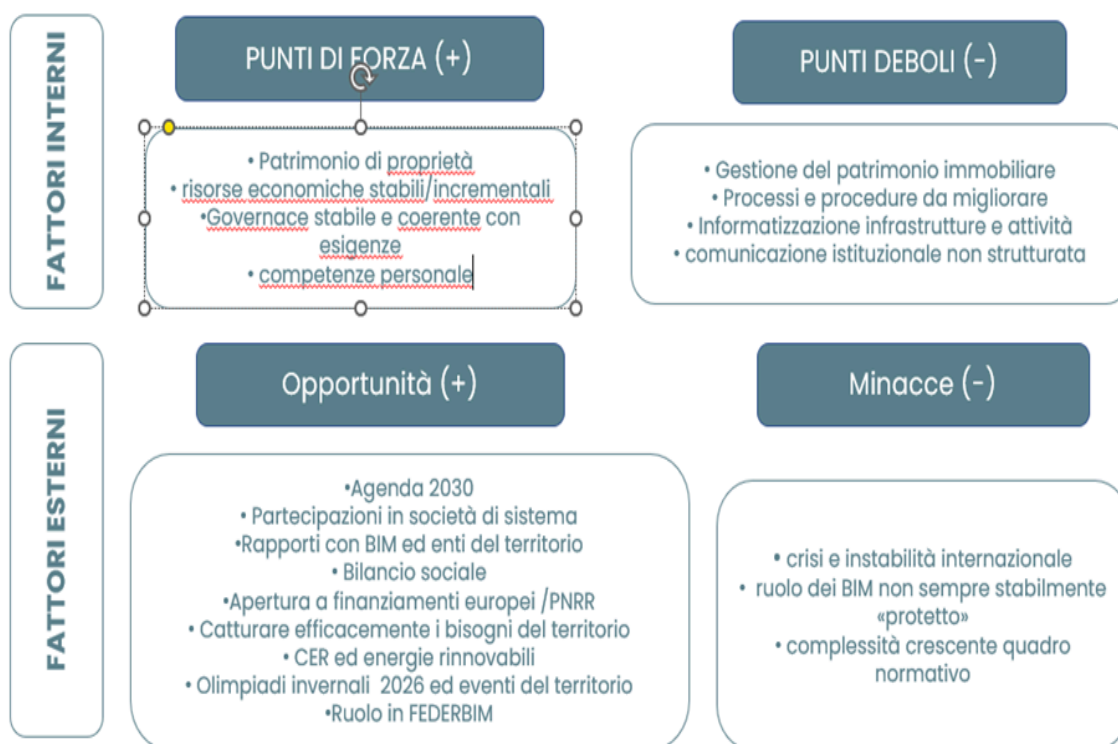 FATTORI INTERNI
PUNTI DI FORZA (+)
• Patrimonio di proprietà
• risorse economiche stabili/incrementali
•Governace stabile e coerente con
esigenze
• competenze personale
PUNTI DEBOLI (-)
• Gestione del patrimonio immobiliare
• Processi e procedure da migliorare
• Informatizzazione infrastrutture e attività
• comunicazione istituzionale non strutturata
FATTORI ESTERNI
Opportunità (+)
•Agenda 2030
• Partecipazioni in società di sistema
•Rapporti con BIM ed enti del territorio
• Bilancio sociale
•Apertura a finanziamenti europei /PNRR
• Catturare efficacemente i bisogni del territorio
• CER ed energie rinnovabili
• Olimpiadi invernali 2026 ed eventi del territorio
•Ruolo in FEDERBIM
Minacce (-)
• crisi e instabilità internazionale
• ruolo dei BIM non sempre stabilmente
«protetto»
• complessità crescente quadro
normativo